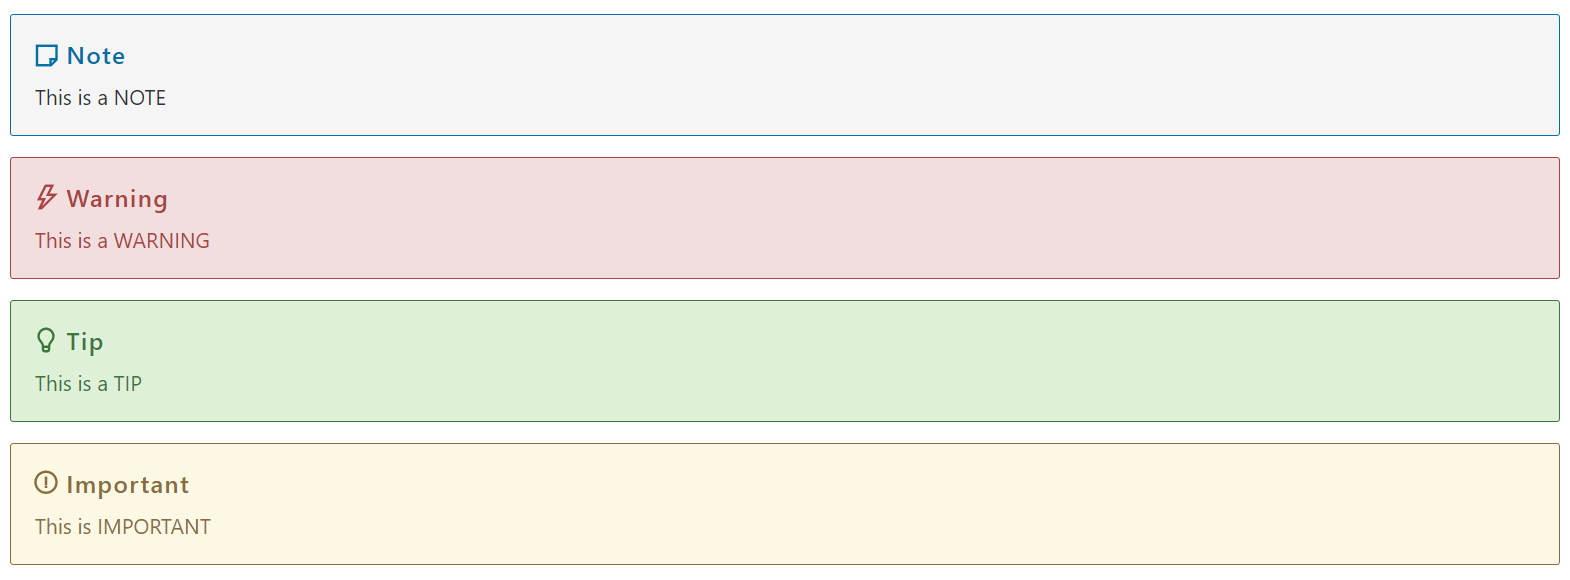 Note
This is a NOTE
Warning
This is a WARNING
Tip
This is a TIP
Important
This is IMPORTANT